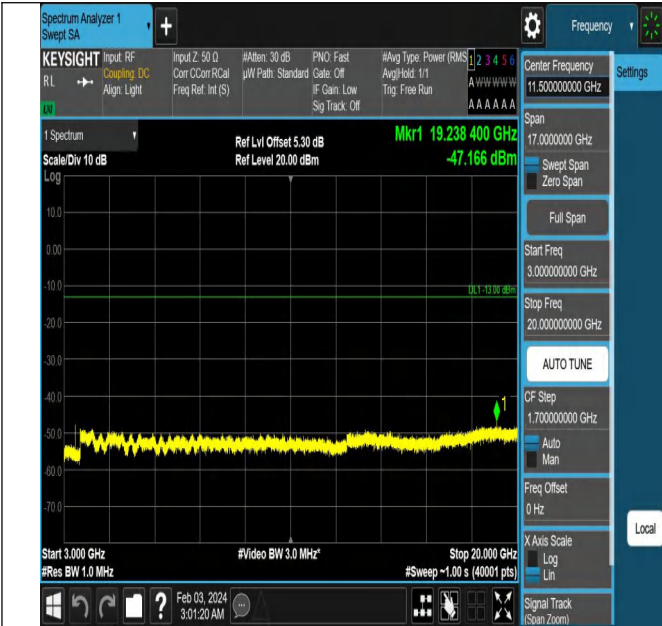 Spectrum Analyzer 1
Swept SA
+
Frequency
KEYSIGHT
RL
LXI
Input: RF
Coupling: DC
Align: Light
Input Z: 50 Ω
Corr CCorr RCal
Freq Ref: Int (S)
#Atten: 30 dB
µW Path: Standard
PNO: Fast
Gate: Off
IF Gain: Low
Sig Track: Off
#Avg Type: Power (RMS
Avg|Hold: 1/1
Trig: Free Run
1 2 3 4 5 6
A W W W W W
A A A A A A
1 Spectrum
Scale/Div 10 dB
Log
Ref Lvl Offset 5.30 dB
Ref Level 20.00 dBm
Mkr1 19.238 400 GHz
-47.166 dBm
10.0
0.00
-10.0
DL1 -13.00 dBm
-20.0
-30.0
-40.0
1
-50.0
-60.0
-70.0
Start 3.000 GHz
#Res BW 1.0 MHz
#Video BW 3.0 MHz*
Stop 20.000 GHz
#Sweep ~1.00 s (40001 pts)
?
Feb 03, 2024
3:01:20 AM
Center Frequency
11.500000000 GHz
Span
17.0000000 GHz
Swept Span
Zero Span
Full Span
Start Freq
3.000000000 GHz
Stop Freq
20.000000000 GHz
AUTO TUNE
CF Step
1.700000000 GHz
Auto
Man
Freq Offset
0 Hz
X Axis Scale
Log
Lin
Signal Track
(Span Zoom)
Settings
Local